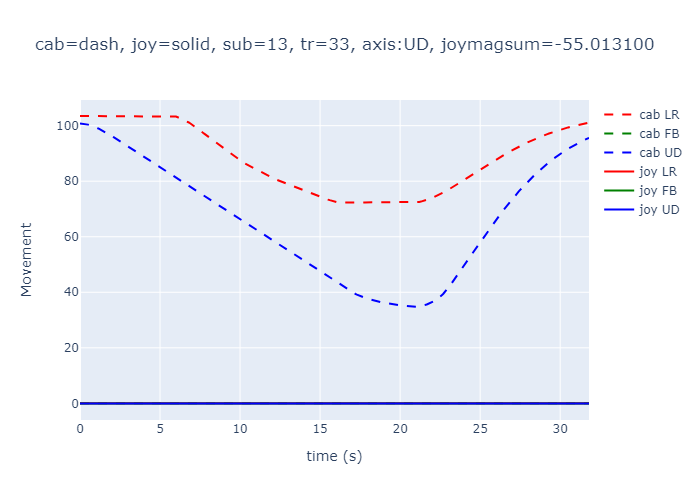 cab=dash, joy=solid, sub=13, tr=33, axis:UD, joymagsum=-55.013100
cab LR
cab FB
cab UD
joy LR
joy FB
joy UD
Movement
100
80
60
40
20
0
0 5 10 15 20 25 30
time (s)